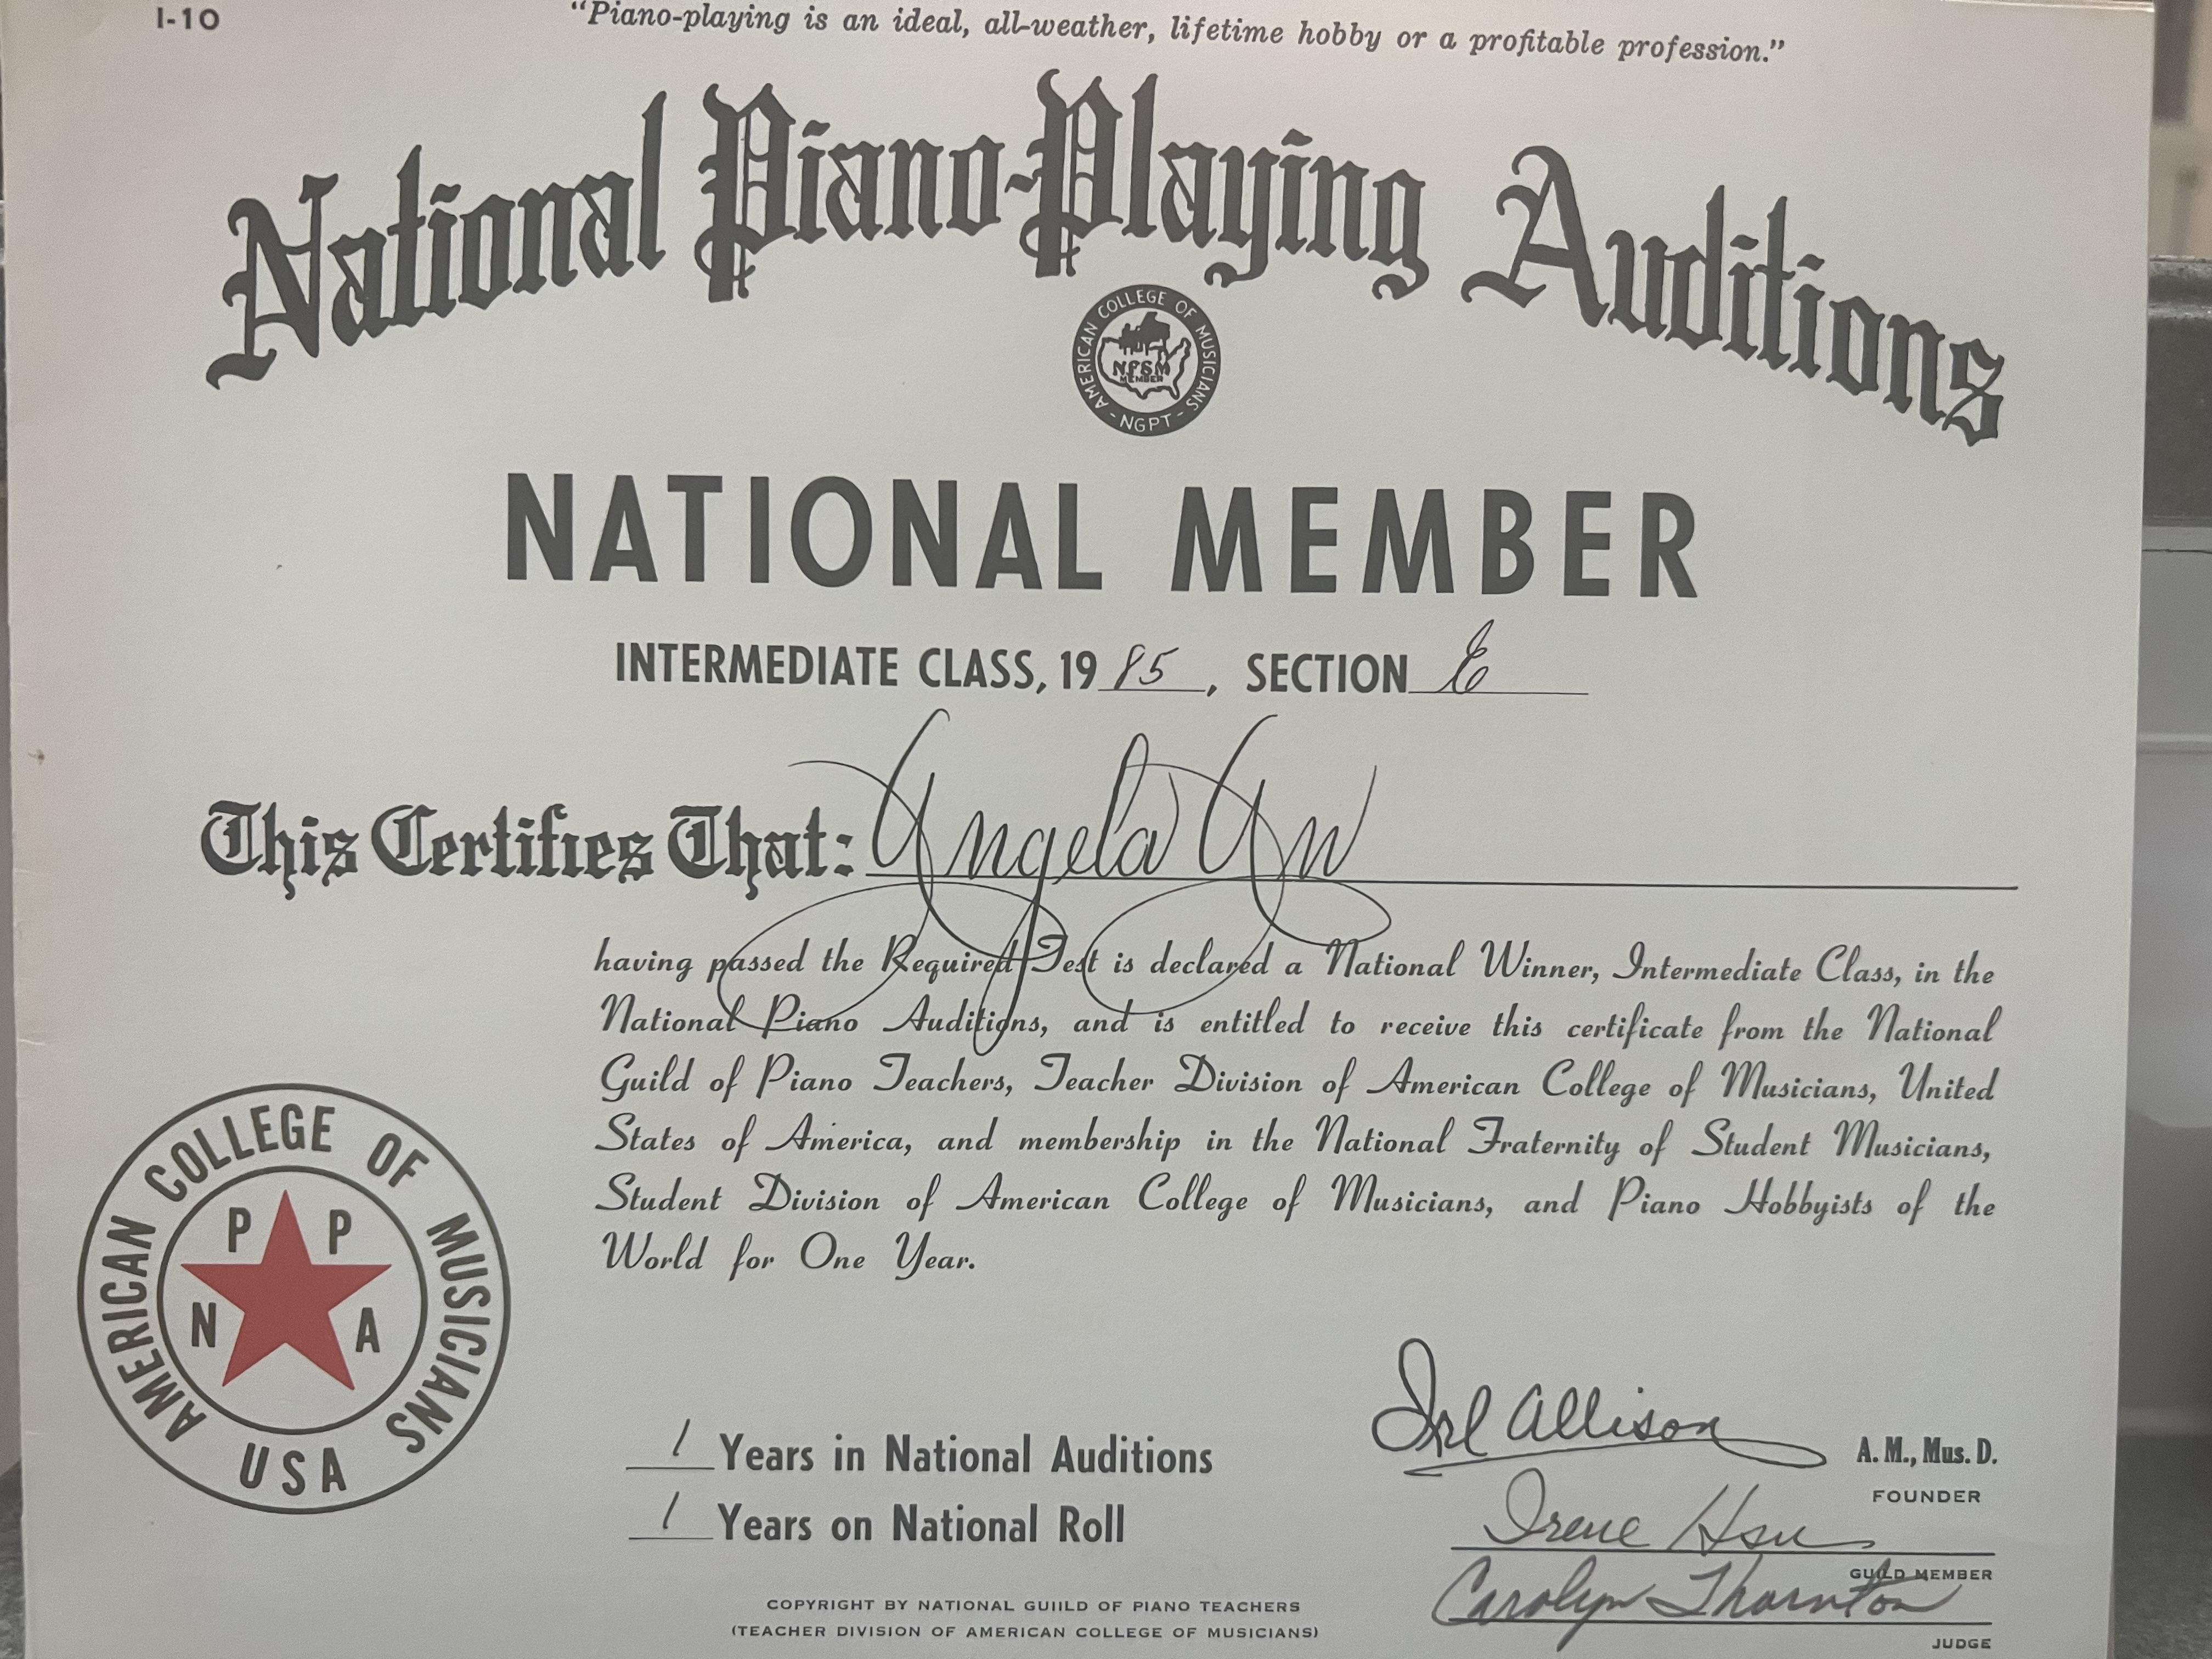 I-10
"Piano-playing is an ideal, all-weather, lifetime hobby or a profitable profession."
National Piano-Playing Auditions
AMERICAN COLLEGE OF MUSICIANS
NFSM
MEMBER
- NGPT -
NATIONAL MEMBER
INTERMEDIATE CLASS, 19 85, SECTION E
This Certifies That: Angela
having passed the Required Test is declared a National Winner, Intermediate Class, in the
National Piano Auditions, and is entitled to receive this certificate from the National
Guild of Piano Teachers, Teacher Division of American College of Musicians, United
States of America, and membership in the National Fraternity of Student Musicians,
Student Division of American College of Musicians, and Piano Hobbyists of the
World for One Year.
AMERICAN COLLEGE OF MUSICIANS
P P
N A
USA
1 Years in National Auditions
1 Years on National Roll
Irl Allison A. M., Mus. D.
FOUNDER
Irene Hsu
GUILD MEMBER
Carolyn Thornton
JUDGE
COPYRIGHT BY NATIONAL GUIILD OF PIANO TEACHERS
(TEACHER DIVISION OF AMERICAN COLLEGE OF MUSICIANS)